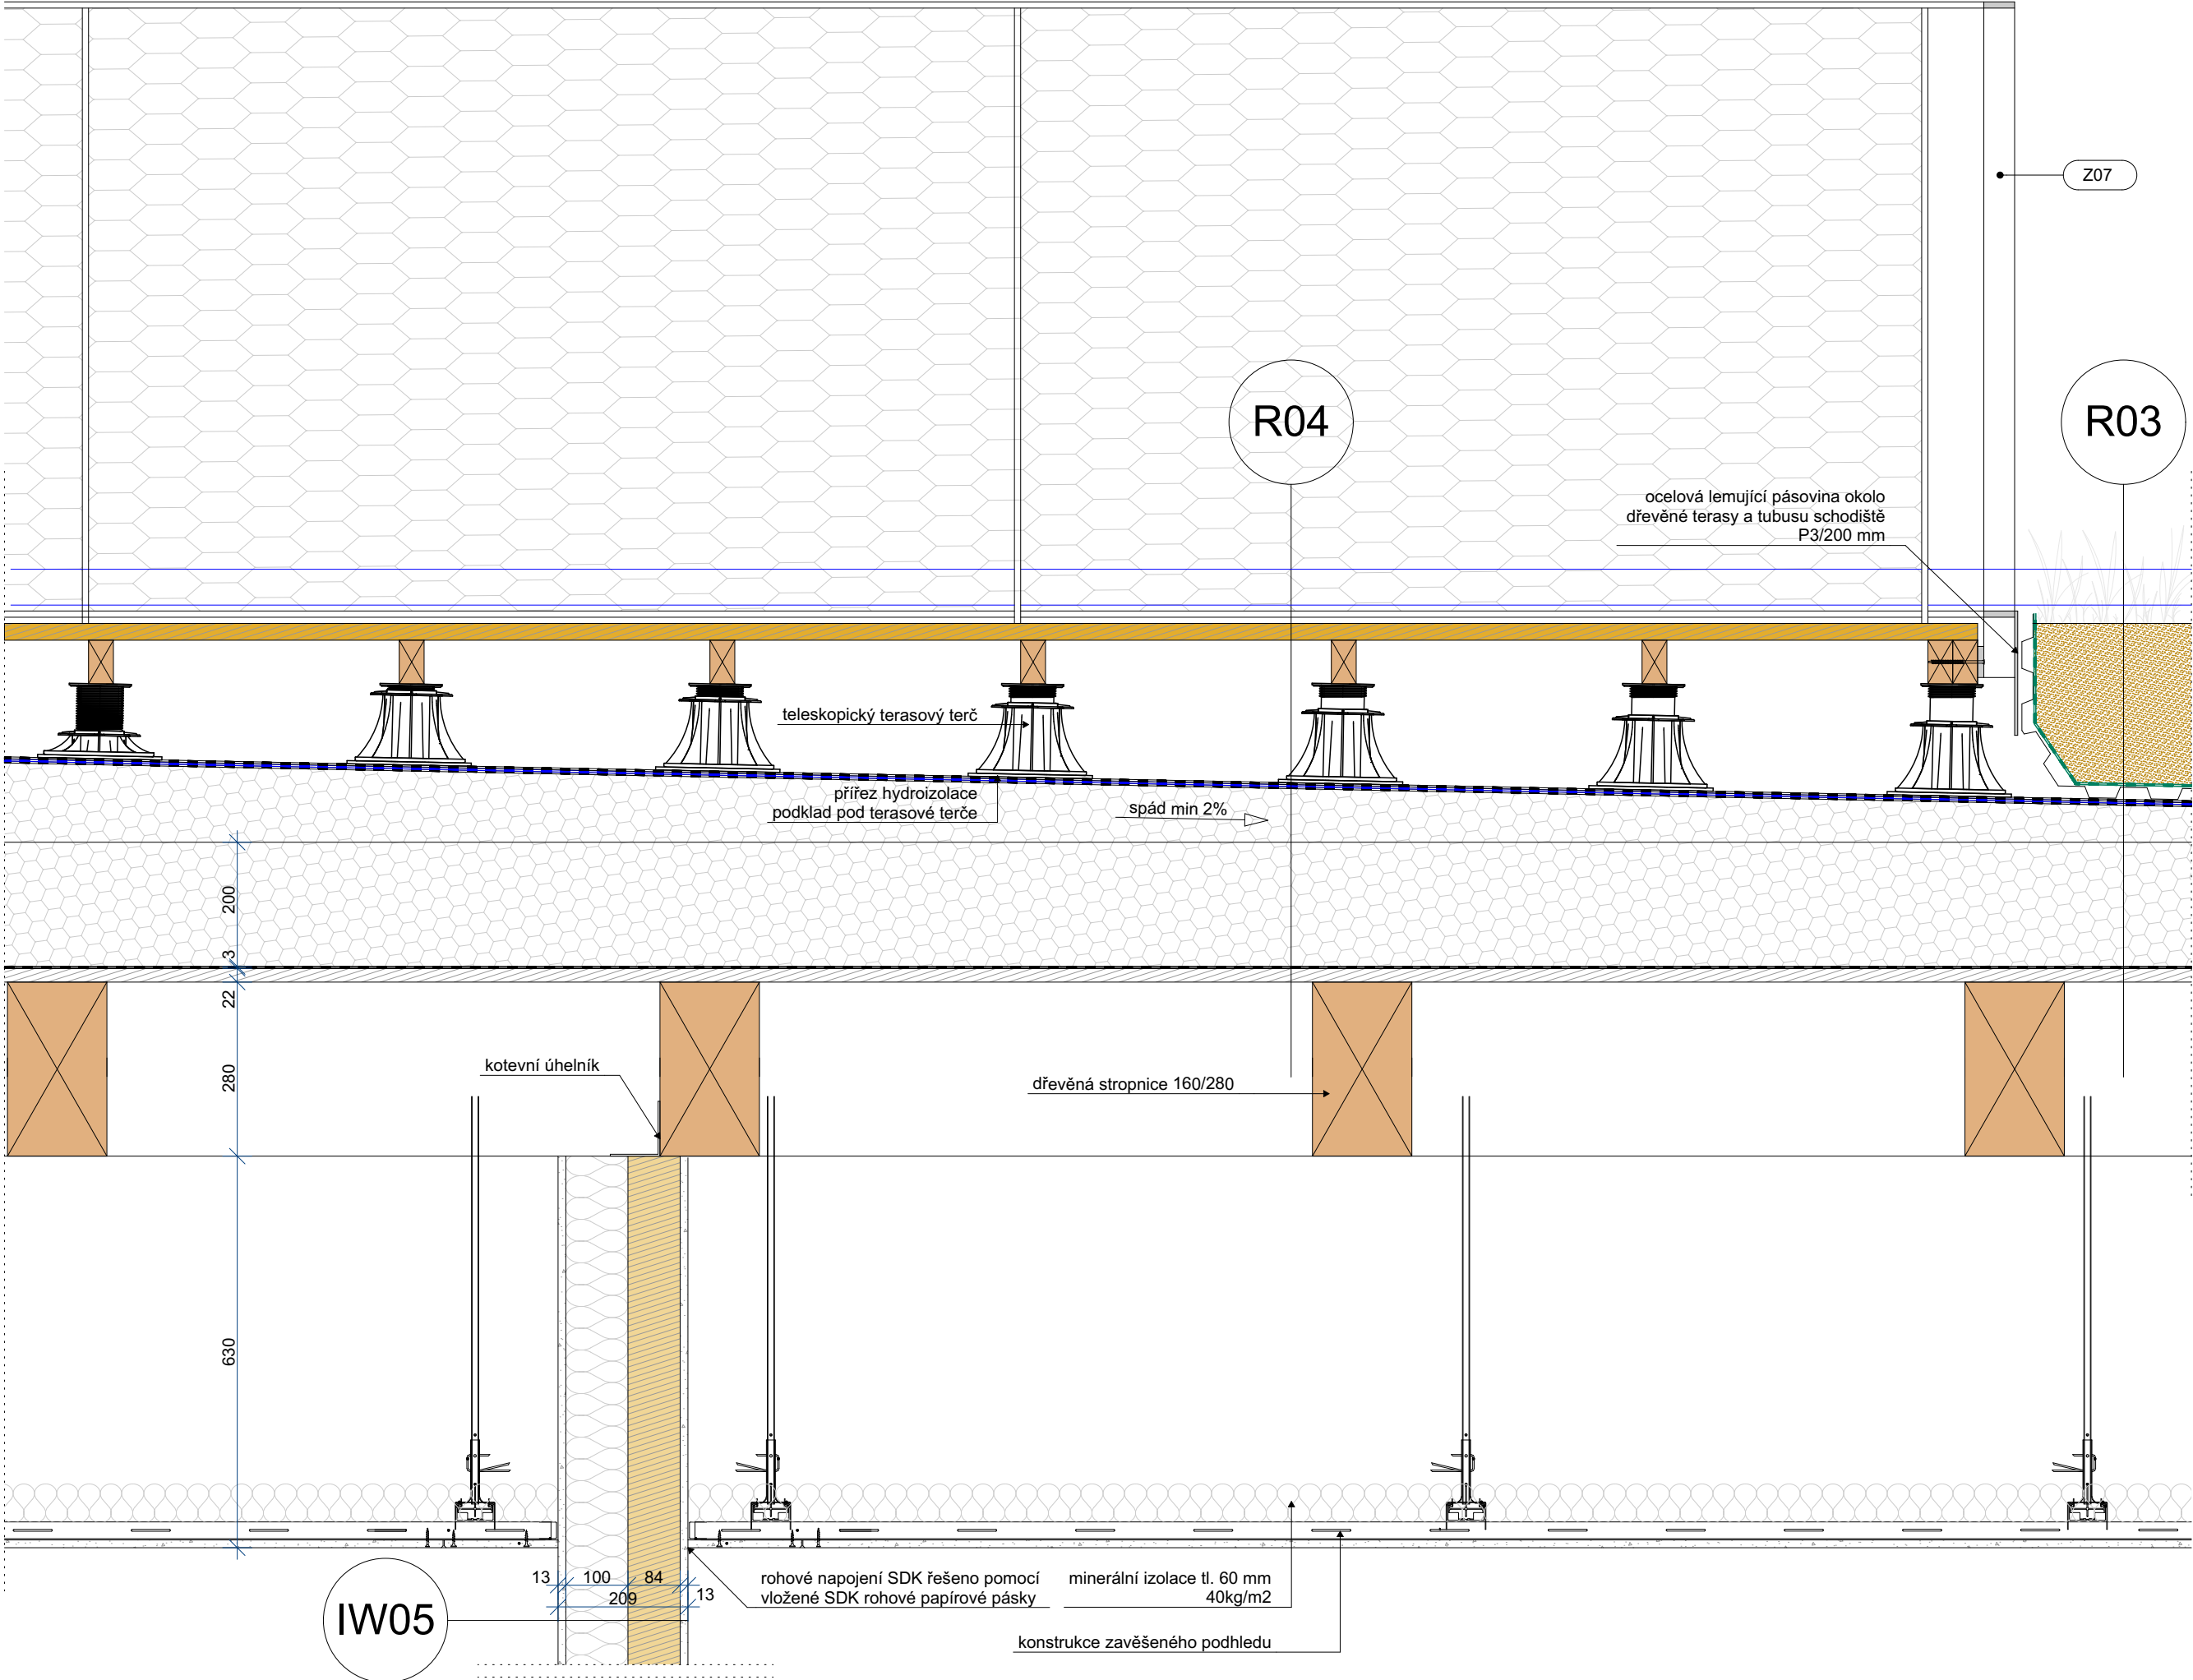 Z07
R04
R03
ocelová lemující pásovina okolo
dřevěné terasy a tubusu schodiště
P3/200 mm
teleskopický terasový terč
přířez hydroizolace
podklad pod terasové terče
spád min 2%
200
3
22
280
kotevní úhelník
dřevěná stropnice 160/280
630
13
100
84
13
209
rohové napojení SDK řešeno pomocí
vložené SDK rohové papírové pásky
minerální izolace tl. 60 mm
40kg/m2
IW05
konstrukce zavěšeného podhledu